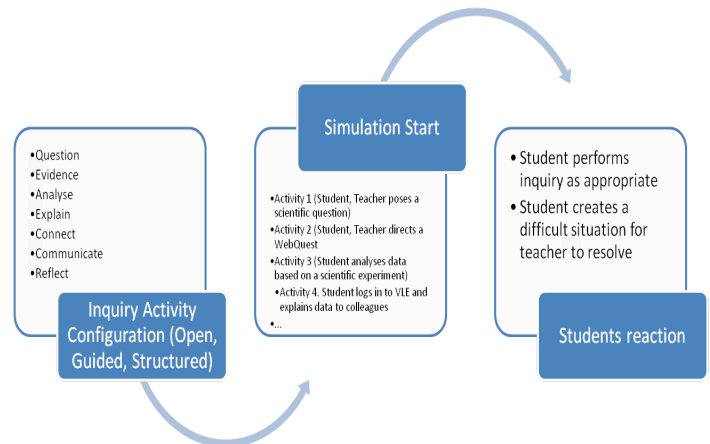 •Question
•Evidence
•Analyse
•Explain
•Connect
•Communicate
•Reflect
Inquiry Activity
Configuration (Open,
Guided, Structured)
Simulation Start
•Activity 1 (Student, Teacher poses a
scientific question)
•Activity 2 (Student, Teacher directs a
WebQuest
•Activity 3 (Student analyses data
based on a scientific experiment)
•Activity 4. Student logs in to VLE and
explains data to colleagues
•...
• Student performs
inquiry as appropriate
• Student creates a
difficult situation for
teacher to resolve
Students reaction